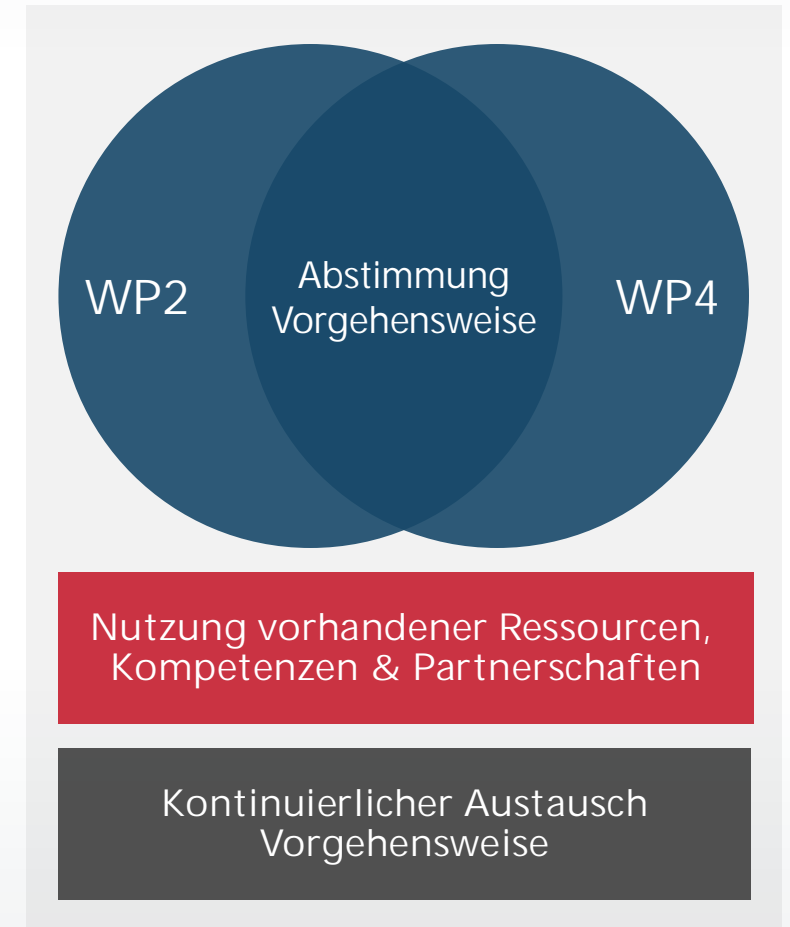 WP2
Abstimmung
Vorgehensweise
WP4
Nutzung vorhandener Ressourcen,
Kompetenzen & Partnerschaften
Kontinuierlicher Austausch
Vorgehensweise